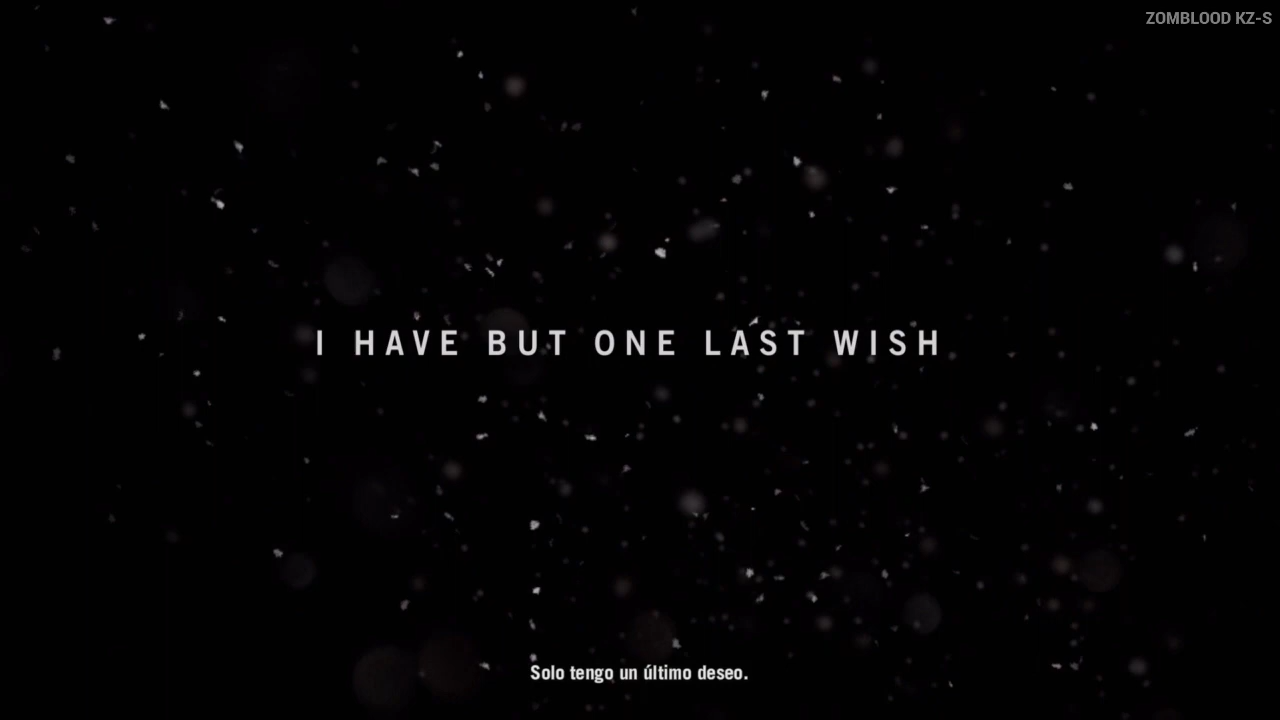 ZOMBLOOD KZ-S
I HAVE BUT ONE LAST WISH
Solo tengo un último deseo.